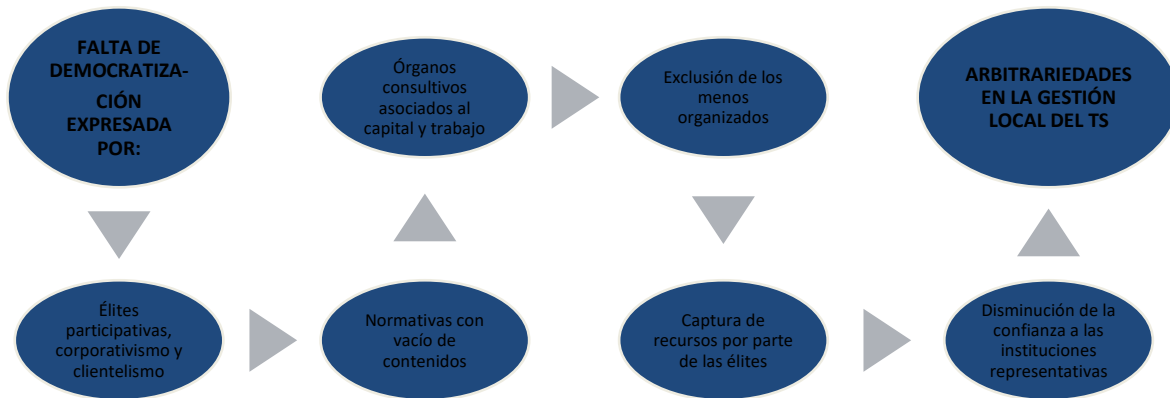 FALTA DE
DEMOCRATIZA-
CIÓN
EXPRESADA
POR:
Élites
participativas,
corporativismo y
clientelismo
Normativas con
vacío de
contenidos
Órganos
consultivos
asociados al
capital y trabajo
Exclusión de los
menos
organizados
Captura de
recursos por parte
de las élites
Disminución de la
confianza a las
instituciones
representativas
ARBITRARIEDADES
EN LA GESTIÓN
LOCAL DEL TS